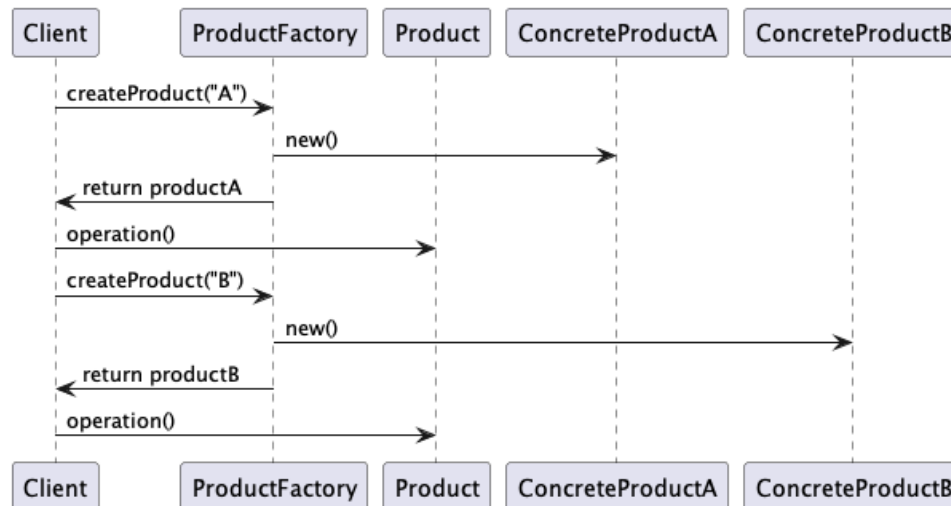 Client ProductFactory Product ConcreteProductA ConcreteProductB
createProduct("A")
new()
return productA
operation()
createProduct("B")
new()
return productB
operation()
Client ProductFactory Product ConcreteProductA ConcreteProductB